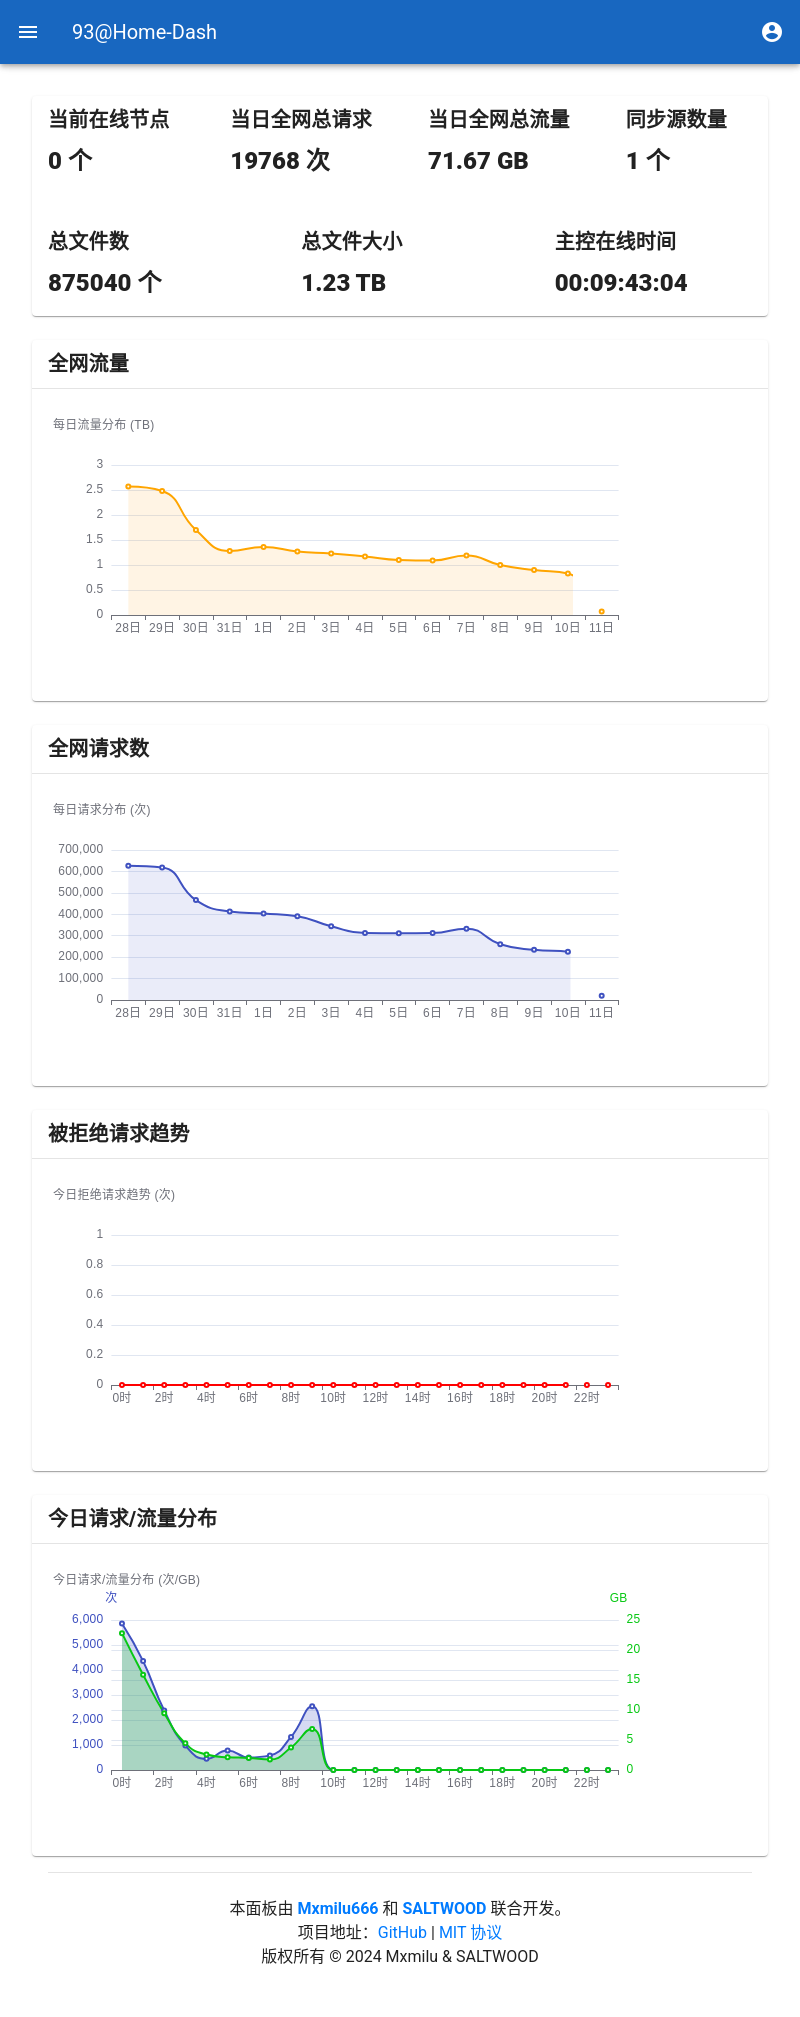 93@Home-Dash
当前在线节点 当日全网总请求 当日全网总流量 同步源数量
0 个 19768 次 71.67 GB 1 个
总文件数 总文件大小 主控在线时间
875040 个 1.23 TB 00:09:43:04
全网流量
每日流量分布 (TB)
3
2.5
2
1.5
1
0.5
0
28日 29日 30日 31日 1日 2日 3日 4日 5日 6日 7日 8日 9日 10日 11日
全网请求数
每日请求分布 (次)
700,000
600,000
500,000
400,000
300,000
200,000
100,000
0
28日 29日 30日 31日 1日 2日 3日 4日 5日 6日 7日 8日 9日 10日 11日
被拒绝请求趋势
今日拒绝请求趋势 (次)
1
0.8
0.6
0.4
0.2
0
0时 2时 4时 6时 8时 10时 12时 14时 16时 18时 20时 22时
今日请求/流量分布
今日请求/流量分布 (次/GB)
次 GB
6,000 25
5,000 20
4,000 15
3,000 10
2,000 5
1,000
0 0
0时 2时 4时 6时 8时 10时 12时 14时 16时 18时 20时 22时
本面板由 Mxmilu666 和 SALTWOOD 联合开发。
项目地址：GitHub | MIT 协议
版权所有 © 2024 Mxmilu & SALTWOOD